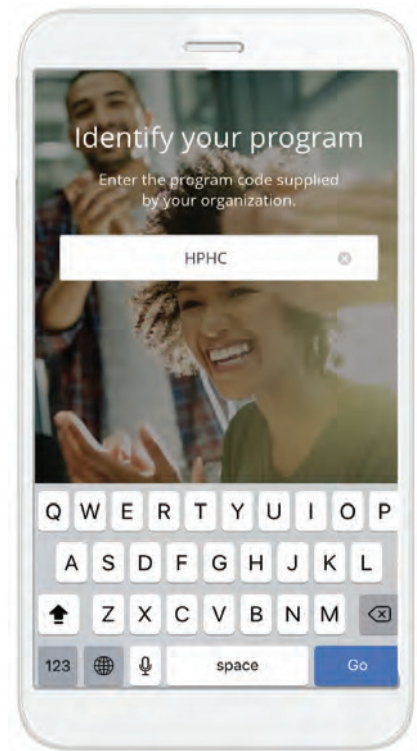 Identify your program
Enter the program code supplied
by your organization.
HPHC
Q W E R T Y U I O P
A S D F G H J K L
Z X C V B N M
123 space Go